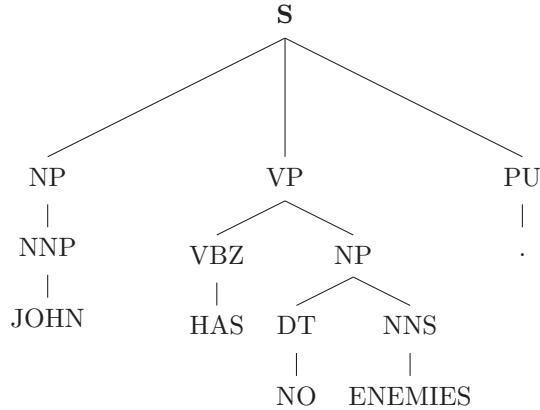 S
NP VP PU
NNP VBZ NP .
JOHN HAS DT NNS
NO ENEMIES